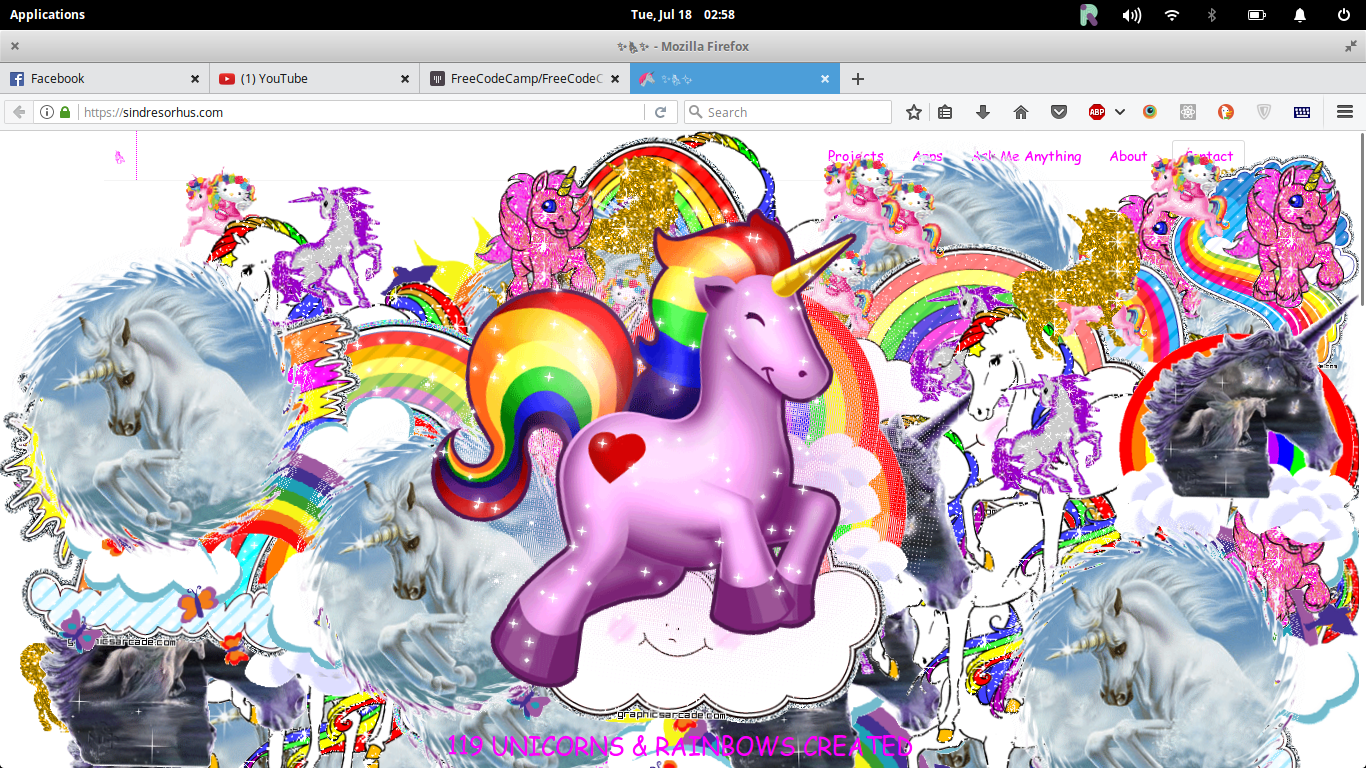 Applications
Tue, Jul 18 02:58
✨🦄✨ - Mozilla Firefox
Facebook
(1) YouTube
FreeCodeCamp/FreeCodeC
✨🦄✨
https://sindresorhus.com
Search
ABP
Projects Apps Ask Me Anything About Contact
graphicsarcade.com
graphicsarcade.com
119 UNICORNS & RAINBOWS CREATED